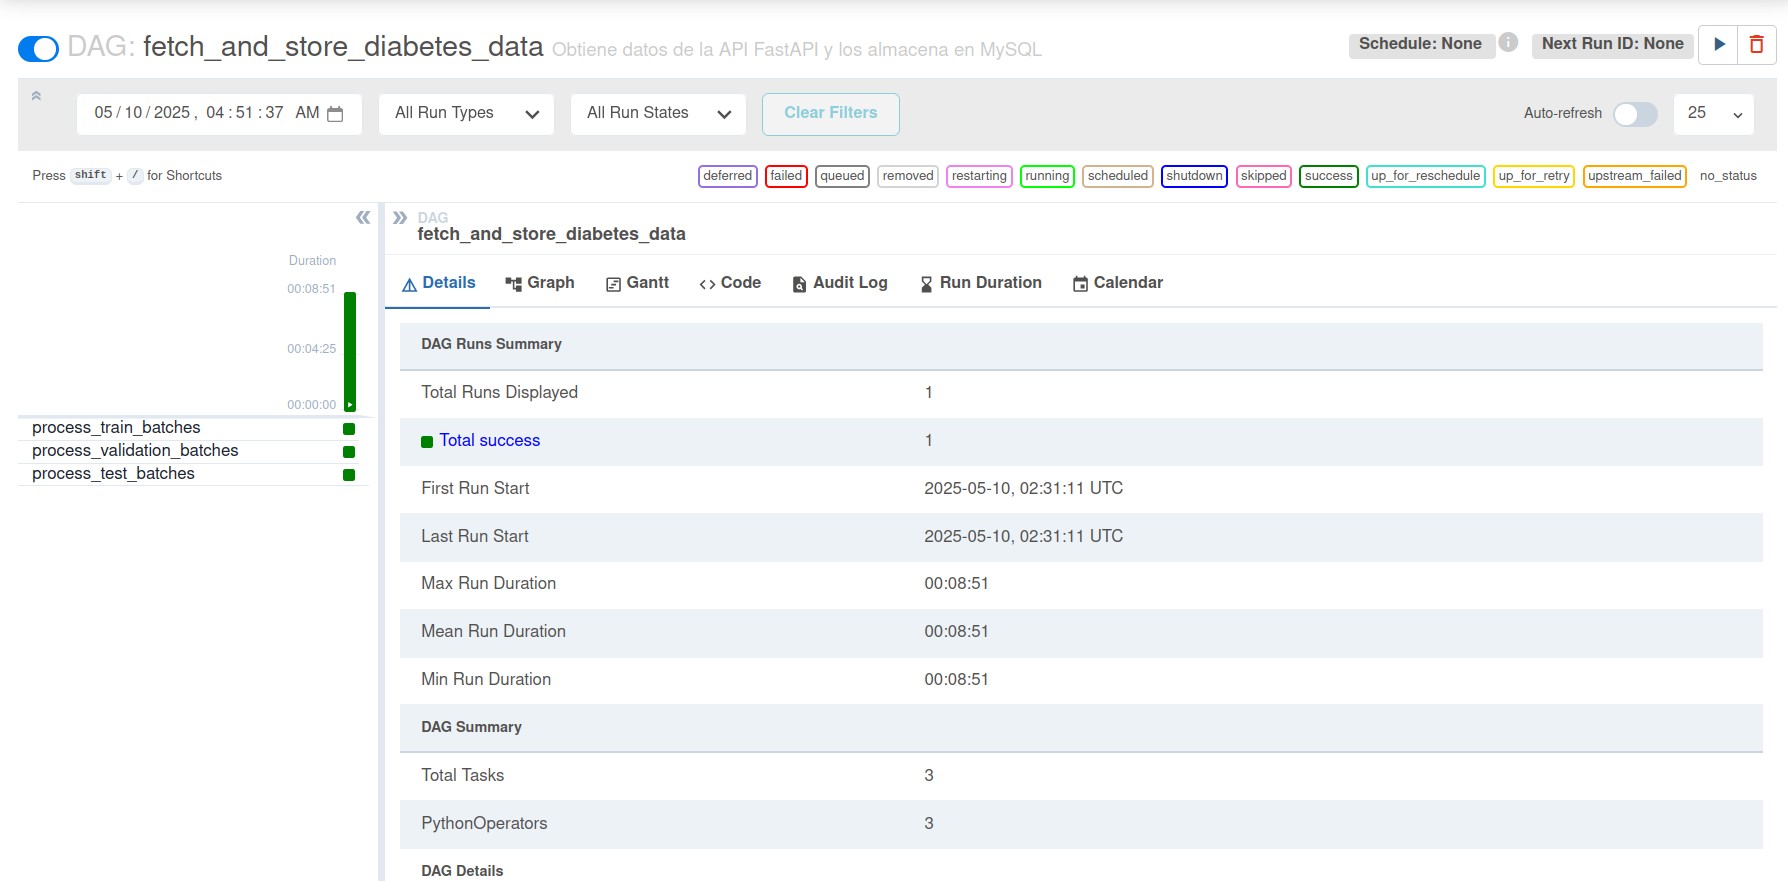 DAG: fetch_and_store_diabetes_data Obtiene datos de la API FastAPI y los almacena en MySQL Schedule: None Next Run ID: None
05/10/2025, 04:51:37 AM All Run Types All Run States Clear Filters Auto-refresh 25
Press shift + / for Shortcuts deferred failed queued removed restarting running scheduled shutdown skipped success up_for_reschedule up_for_retry upstream_failed no_status
Duration
00:08:51
00:04:25
00:00:00
process_train_batches
process_validation_batches
process_test_batches
DAG
fetch_and_store_diabetes_data
Details Graph Gantt Code Audit Log Run Duration Calendar
DAG Runs Summary
Total Runs Displayed 1
Total success 1
First Run Start 2025-05-10, 02:31:11 UTC
Last Run Start 2025-05-10, 02:31:11 UTC
Max Run Duration 00:08:51
Mean Run Duration 00:08:51
Min Run Duration 00:08:51
DAG Summary
Total Tasks 3
PythonOperators 3
DAG Details